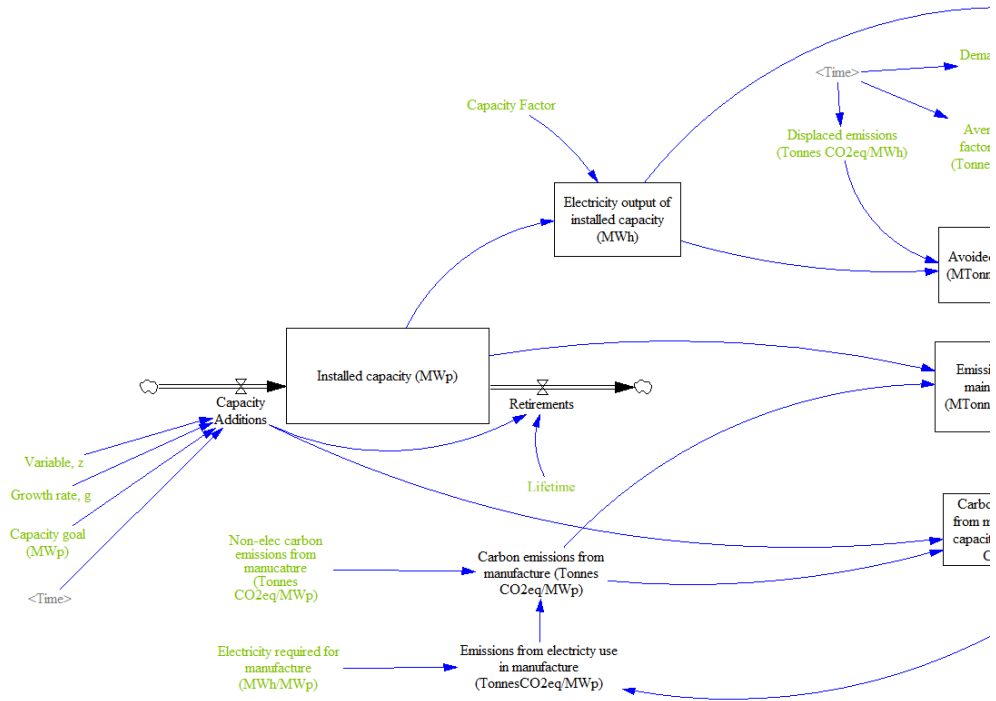 <Time>
Dema
Capacity Factor
Displaced emissions
(Tonnes CO2eq/MWh)
Aver
factor
(Tonne
Electricity output of
installed capacity
(MWh)
Avoided
(MTonn
Installed capacity (MWp)
Emissi
main
(MTonn
Capacity
Additions
Retirements
Variable, z
Growth rate, g
Capacity goal
(MWp)
<Time>
Lifetime
Carbo
from m
capacit
C
Non-elec carbon
emissions from
manucature
(Tonnes
CO2eq/MWp)
Carbon emissions from
manufacture (Tonnes
CO2eq/MWp)
Electricity required for
manufacture
(MWh/MWp)
Emissions from electricty use
in manufacture
(TonnesCO2eq/MWp)